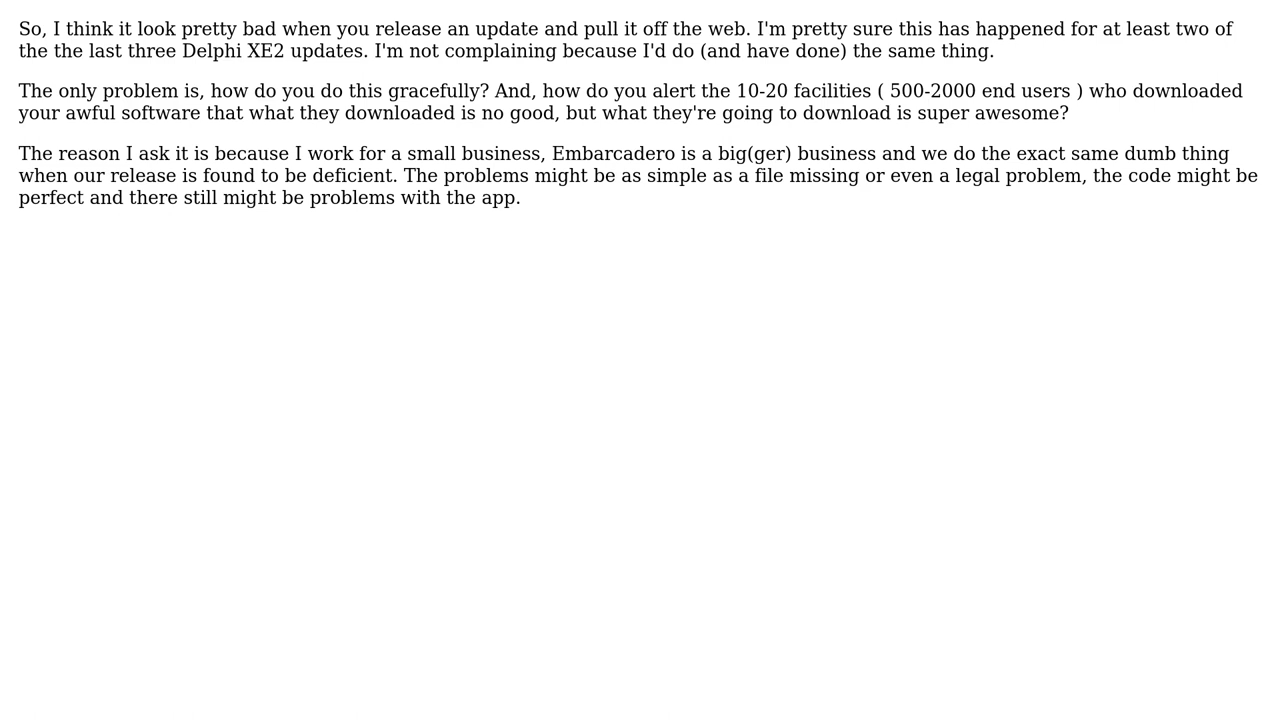 So, I think it look pretty bad when you release an update and pull it off the web. I'm pretty sure this has happened for at least two of
the the last three Delphi XE2 updates. I'm not complaining because I'd do (and have done) the same thing.
The only problem is, how do you do this gracefully? And, how do you alert the 10-20 facilities ( 500-2000 end users ) who downloaded
your awful software that what they downloaded is no good, but what they're going to download is super awesome?
The reason I ask it is because I work for a small business, Embarcadero is a big(ger) business and we do the exact same dumb thing
when our release is found to be deficient. The problems might be as simple as a file missing or even a legal problem, the code might be
perfect and there still might be problems with the app.